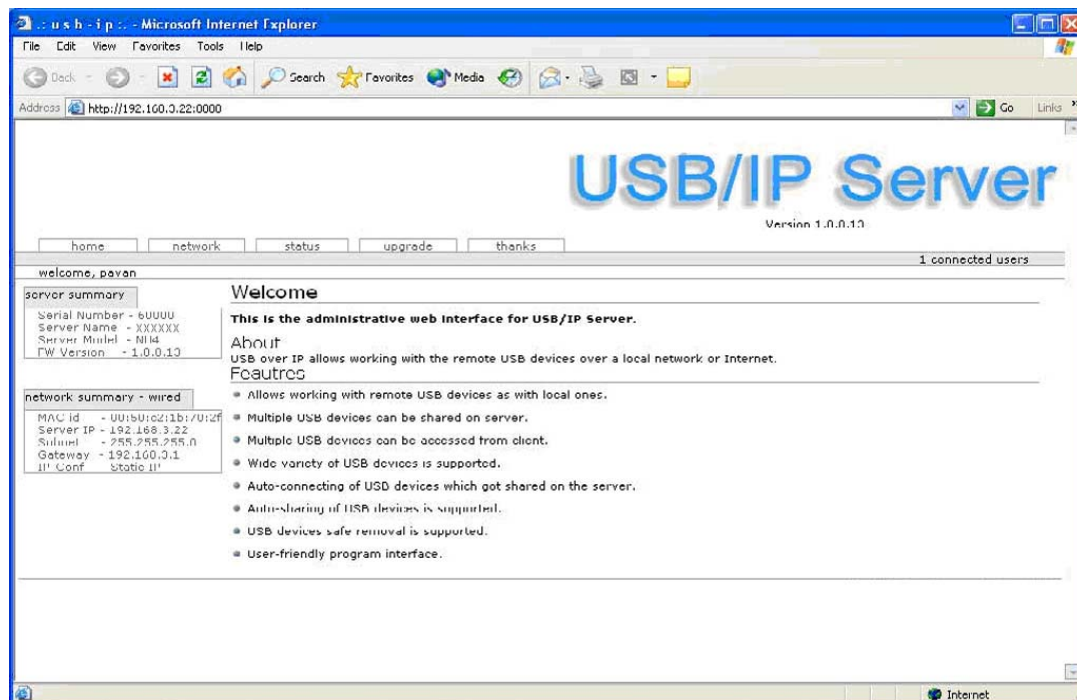 .: u s b - i p :. - Microsoft Internet Explorer
File Edit View Favorites Tools Help
Back Search Favorites Media
Address http://192.168.3.22:8080 Go Links
USB/IP Server
Version 1.0.0.13
home network status upgrade thanks
1 connected users
welcome, pavan
server summary
Serial Number - 60000
Server Name - XXXXXX
Server Model - NU4
FW Version - 1.0.0.13
network summary - wired
MAC id - 00:50:c2:1b:70:2f
Server IP - 192.168.3.22
Subnet - 255.255.255.0
Gateway - 192.168.3.1
IP Conf Static IP
Welcome
This is the administrative web interface for USB/IP Server.
About
USB over IP allows working with the remote USB devices over a local network or Internet.
Feautres
Allows working with remote USB devices as with local ones.
Multiple USB devices can be shared on server.
Multiple USB devices can be accessed from client.
Wide variety of USB devices is supported.
Auto-connecting of USB devices which got shared on the server.
Auto-sharing of USB devices is supported.
USB devices safe removal is supported.
User-friendly program interface.
Internet